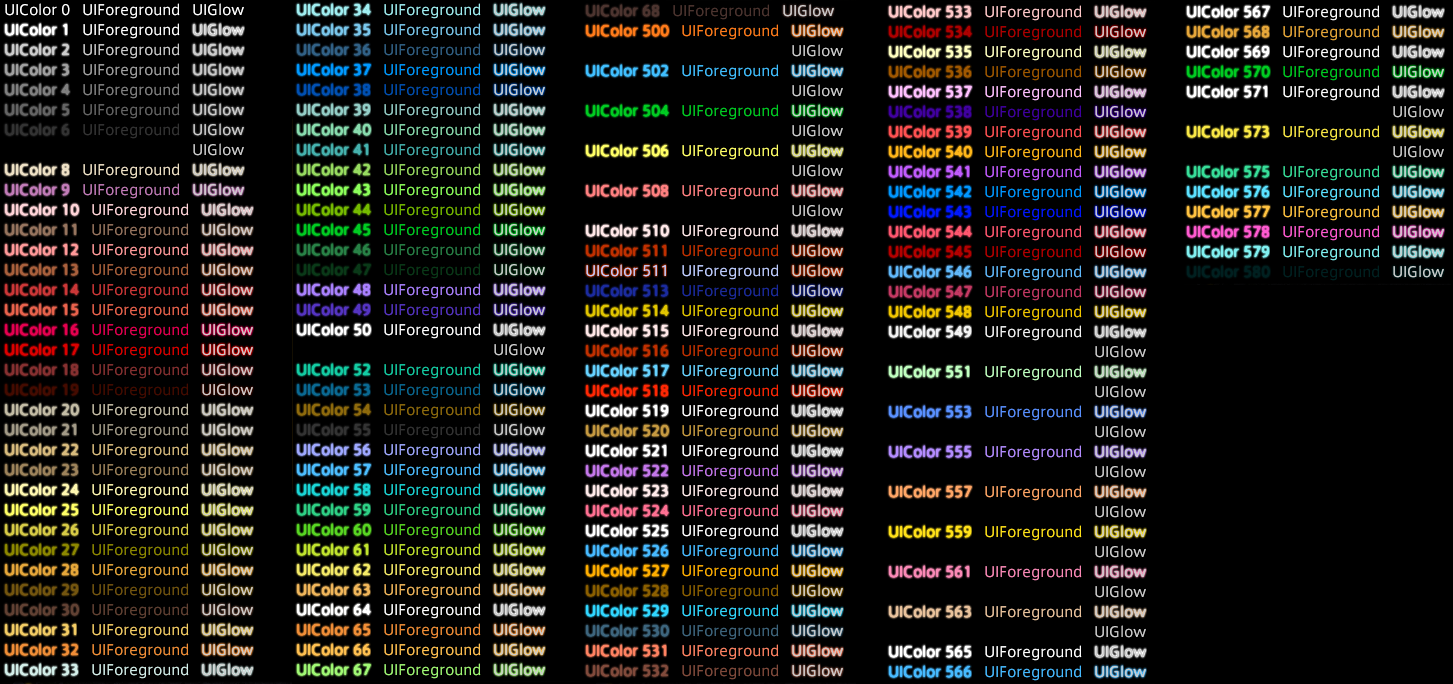 UIColor 0 UIForeground UIGlow
UIColor 1 UIForeground UIGlow
UIColor 2 UIForeground UIGlow
UIColor 3 UIForeground UIGlow
UIColor 4 UIForeground UIGlow
UIColor 5 UIForeground UIGlow
UIColor 6 UIForeground UIGlow
UIGlow
UIColor 8 UIForeground UIGlow
UIColor 9 UIForeground UIGlow
UIColor 10 UIForeground UIGlow
UIColor 11 UIForeground UIGlow
UIColor 12 UIForeground UIGlow
UIColor 13 UIForeground UIGlow
UIColor 14 UIForeground UIGlow
UIColor 15 UIForeground UIGlow
UIColor 16 UIForeground UIGlow
UIColor 17 UIForeground UIGlow
UIColor 18 UIForeground UIGlow
UIColor 19 UIForeground UIGlow
UIColor 20 UIForeground UIGlow
UIColor 21 UIForeground UIGlow
UIColor 22 UIForeground UIGlow
UIColor 23 UIForeground UIGlow
UIColor 24 UIForeground UIGlow
UIColor 25 UIForeground UIGlow
UIColor 26 UIForeground UIGlow
UIColor 27 UIForeground UIGlow
UIColor 28 UIForeground UIGlow
UIColor 29 UIForeground UIGlow
UIColor 30 UIForeground UIGlow
UIColor 31 UIForeground UIGlow
UIColor 32 UIForeground UIGlow
UIColor 33 UIForeground UIGlow
UIColor 34 UIForeground UIGlow
UIColor 35 UIForeground UIGlow
UIColor 36 UIForeground UIGlow
UIColor 37 UIForeground UIGlow
UIColor 38 UIForeground UIGlow
UIColor 39 UIForeground UIGlow
UIColor 40 UIForeground UIGlow
UIColor 41 UIForeground UIGlow
UIColor 42 UIForeground UIGlow
UIColor 43 UIForeground UIGlow
UIColor 44 UIForeground UIGlow
UIColor 45 UIForeground UIGlow
UIColor 46 UIForeground UIGlow
UIColor 47 UIForeground UIGlow
UIColor 48 UIForeground UIGlow
UIColor 49 UIForeground UIGlow
UIColor 50 UIForeground UIGlow
UIGlow
UIColor 52 UIForeground UIGlow
UIColor 53 UIForeground UIGlow
UIColor 54 UIForeground UIGlow
UIColor 55 UIForeground UIGlow
UIColor 56 UIForeground UIGlow
UIColor 57 UIForeground UIGlow
UIColor 58 UIForeground UIGlow
UIColor 59 UIForeground UIGlow
UIColor 60 UIForeground UIGlow
UIColor 61 UIForeground UIGlow
UIColor 62 UIForeground UIGlow
UIColor 63 UIForeground UIGlow
UIColor 64 UIForeground UIGlow
UIColor 65 UIForeground UIGlow
UIColor 66 UIForeground UIGlow
UIColor 67 UIForeground UIGlow
UIColor 68 UIForeground UIGlow
UIColor 500 UIForeground UIGlow
UIGlow
UIColor 502 UIForeground UIGlow
UIGlow
UIColor 504 UIForeground UIGlow
UIGlow
UIColor 506 UIForeground UIGlow
UIGlow
UIColor 508 UIForeground UIGlow
UIGlow
UIColor 510 UIForeground UIGlow
UIColor 511 UIForeground UIGlow
UIColor 511 UIForeground UIGlow
UIColor 513 UIForeground UIGlow
UIColor 514 UIForeground UIGlow
UIColor 515 UIForeground UIGlow
UIColor 516 UIForeground UIGlow
UIColor 517 UIForeground UIGlow
UIColor 518 UIForeground UIGlow
UIColor 519 UIForeground UIGlow
UIColor 520 UIForeground UIGlow
UIColor 521 UIForeground UIGlow
UIColor 522 UIForeground UIGlow
UIColor 523 UIForeground UIGlow
UIColor 524 UIForeground UIGlow
UIColor 525 UIForeground UIGlow
UIColor 526 UIForeground UIGlow
UIColor 527 UIForeground UIGlow
UIColor 528 UIForeground UIGlow
UIColor 529 UIForeground UIGlow
UIColor 530 UIForeground UIGlow
UIColor 531 UIForeground UIGlow
UIColor 532 UIForeground UIGlow
UIColor 533 UIForeground UIGlow
UIColor 534 UIForeground UIGlow
UIColor 535 UIForeground UIGlow
UIColor 536 UIForeground UIGlow
UIColor 537 UIForeground UIGlow
UIColor 538 UIForeground UIGlow
UIColor 539 UIForeground UIGlow
UIColor 540 UIForeground UIGlow
UIColor 541 UIForeground UIGlow
UIColor 542 UIForeground UIGlow
UIColor 543 UIForeground UIGlow
UIColor 544 UIForeground UIGlow
UIColor 545 UIForeground UIGlow
UIColor 546 UIForeground UIGlow
UIColor 547 UIForeground UIGlow
UIColor 548 UIForeground UIGlow
UIColor 549 UIForeground UIGlow
UIGlow
UIColor 551 UIForeground UIGlow
UIGlow
UIColor 553 UIForeground UIGlow
UIGlow
UIColor 555 UIForeground UIGlow
UIGlow
UIColor 557 UIForeground UIGlow
UIGlow
UIColor 559 UIForeground UIGlow
UIGlow
UIColor 561 UIForeground UIGlow
UIGlow
UIColor 563 UIForeground UIGlow
UIGlow
UIColor 565 UIForeground UIGlow
UIColor 566 UIForeground UIGlow
UIColor 567 UIForeground UIGlow
UIColor 568 UIForeground UIGlow
UIColor 569 UIForeground UIGlow
UIColor 570 UIForeground UIGlow
UIColor 571 UIForeground UIGlow
UIGlow
UIColor 573 UIForeground UIGlow
UIGlow
UIColor 575 UIForeground UIGlow
UIColor 576 UIForeground UIGlow
UIColor 577 UIForeground UIGlow
UIColor 578 UIForeground UIGlow
UIColor 579 UIForeground UIGlow
UIColor 580 UIForeground UIGlow